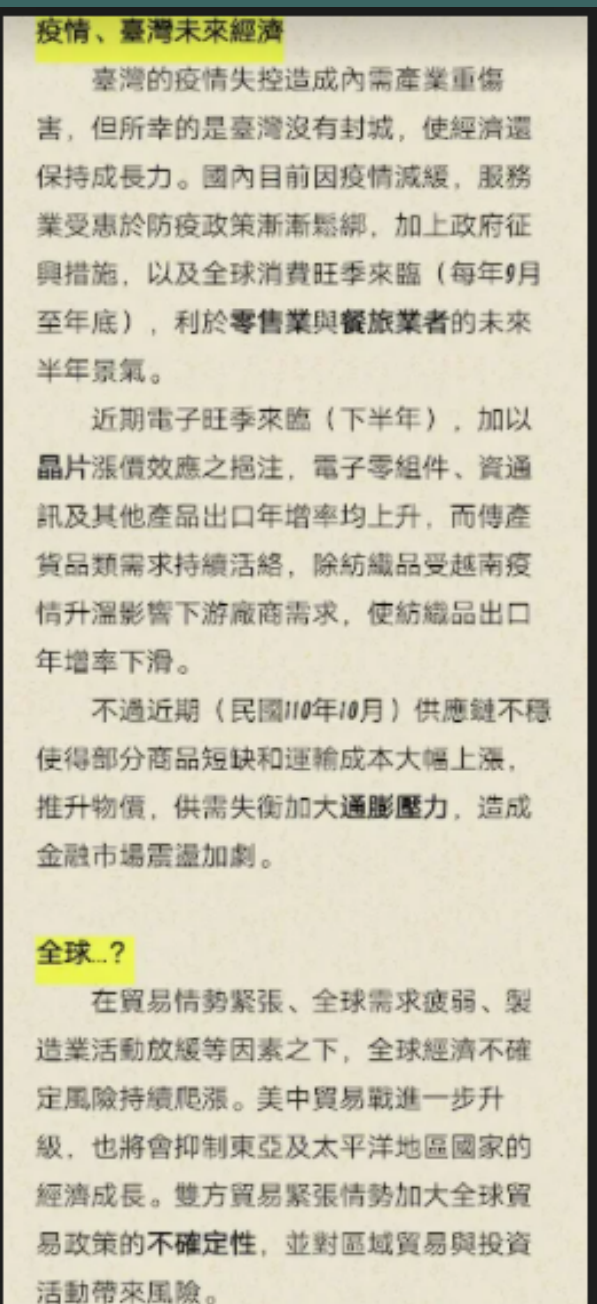 疫情、臺灣未來經濟
臺灣的疫情失控造成內需產業重傷
害，但所幸的是臺灣沒有封城，使經濟還
保持成長力。國內目前因疫情減緩，服務
業受惠於防疫政策漸漸鬆綁，加上政府征
興措施，以及全球消費旺季來臨（每年9月
至年底），利於零售業與餐旅業者的未來
半年景氣。
近期電子旺季來臨（下半年），加以
晶片漲價效應之挹注，電子零組件、資通
訊及其他產品出口年增率均上升，而傳產
貨品類需求持續活絡，除紡織品受越南疫
情升溫影響下游廠商需求，使紡織品出口
年增率下滑。
不過近期（民國110年10月）供應鏈不穩
使得部分商品短缺和運輸成本大幅上漲，
推升物價，供需失衡加大通膨壓力，造成
金融市場震盪加劇。
全球...？
在貿易情勢緊張、全球需求疲弱、製
造業活動放緩等因素之下，全球經濟不確
定風險持續爬漲。美中貿易戰進一步升
級，也將會抑制東亞及太平洋地區國家的
經濟成長。雙方貿易緊張情勢加大全球貿
易政策的不確定性，並對區域貿易與投資
活動帶來風險。